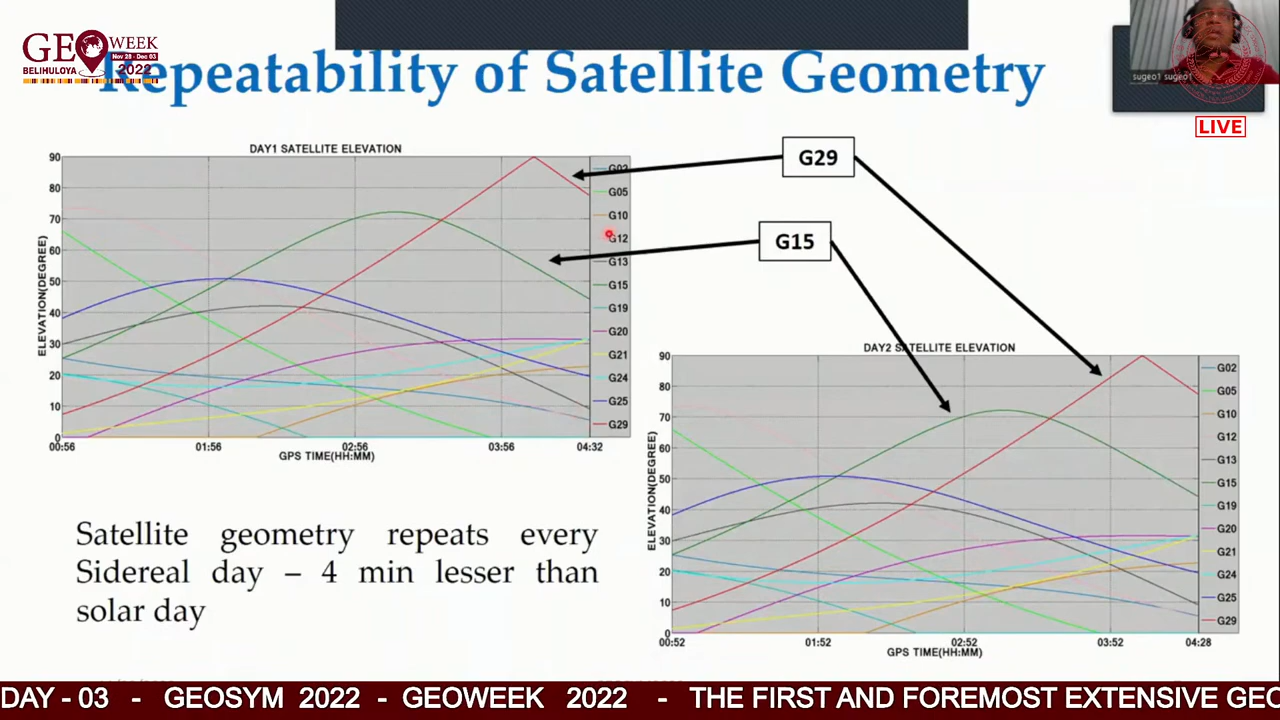 GEO WEEK
Nov 28 - Dec 03
BELIHULOYA 2022
Repeatability of Satellite Geometry
sugeo1 sugeo1
LIVE
DAY1 SATELLITE ELEVATION
90
80
70
60
50
40
30
20
10
0
ELEVATION(DEGREE)
00:56 01:56 02:56 03:56 04:32
GPS TIME(HH:MM)
G02
G05
G10
G12
G13
G15
G19
G20
G21
G24
G25
G29
G29
G15
DAY2 SATELLITE ELEVATION
90
80
70
60
50
40
30
20
10
0
ELEVATION(DEGREE)
00:52 01:52 02:52 03:52 04:28
GPS TIME(HH:MM)
G02
G05
G10
G12
G13
G15
G19
G20
G21
G24
G25
G29
Satellite geometry repeats every
Sidereal day – 4 min lesser than
solar day
DAY - 03 - GEOSYM 2022 - GEOWEEK 2022 - THE FIRST AND FOREMOST EXTENSIVE GEO